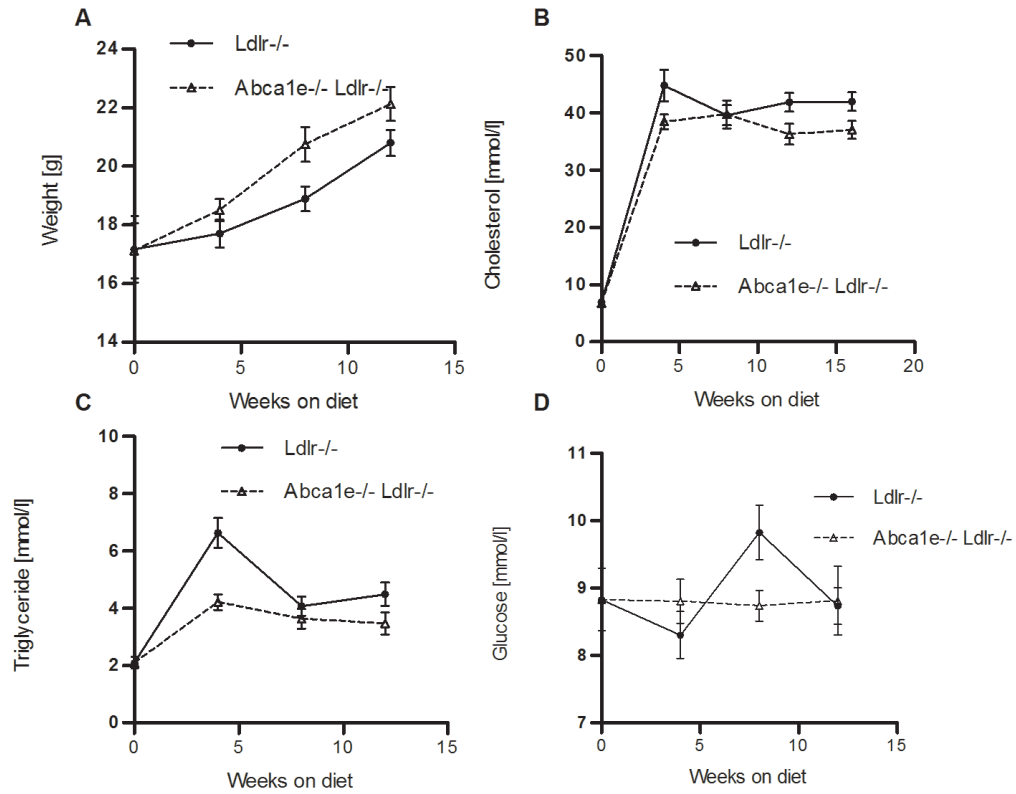 A
Ldlr-/-
Abca1e-/- Ldlr-/-
24
22
20
18
16
14
Weight [g]
0 5 10 15
Weeks on diet
B
50
40
30
20
10
0
Cholesterol [mmol/l]
Ldlr-/-
Abca1e-/- Ldlr-/-
0 5 10 15 20
Weeks on diet
C
10
8
6
4
2
0
Triglyceride [mmol/l]
Ldlr-/-
Abca1e-/- Ldlr-/-
0 5 10 15
Weeks on diet
D
11
10
9
8
7
Glucose [mmol/l]
Ldlr-/-
Abca1e-/- Ldlr-/-
0 5 10 15
Weeks on diet